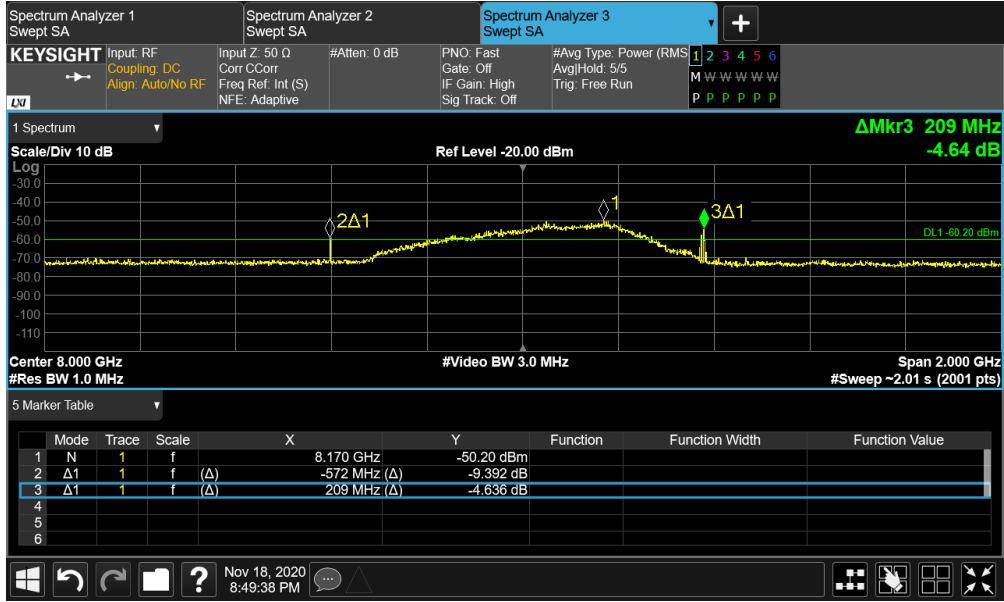 Spectrum Analyzer 1
Swept SA
Spectrum Analyzer 2
Swept SA
Spectrum Analyzer 3
Swept SA
KEYSIGHT
LXI
Input: RF
Coupling: DC
Align: Auto/No RF
Input Z: 50 Ω
Corr CCorr
Freq Ref: Int (S)
NFE: Adaptive
#Atten: 0 dB
PNO: Fast
Gate: Off
IF Gain: High
Sig Track: Off
#Avg Type: Power (RMS
Avg|Hold: 5/5
Trig: Free Run
1 2 3 4 5 6
M W W W W W
P P P P P P
1 Spectrum
ΔMkr3 209 MHz
-4.64 dB
Scale/Div 10 dB
Ref Level -20.00 dBm
Log
-30.0
-40.0
-50.0
-60.0
-70.0
-80.0
-90.0
-100
-110
2Δ1
1
3Δ1
DL1 -60.20 dBm
Center 8.000 GHz
#Video BW 3.0 MHz
Span 2.000 GHz
#Res BW 1.0 MHz
#Sweep ~2.01 s (2001 pts)
5 Marker Table
Mode Trace Scale X Y Function Function Width Function Value
1 N 1 f 8.170 GHz -50.20 dBm
2 Δ1 1 f (Δ) -572 MHz (Δ) -9.392 dB
3 Δ1 1 f (Δ) 209 MHz (Δ) -4.636 dB
4
5
6
?
Nov 18, 2020
8:49:38 PM